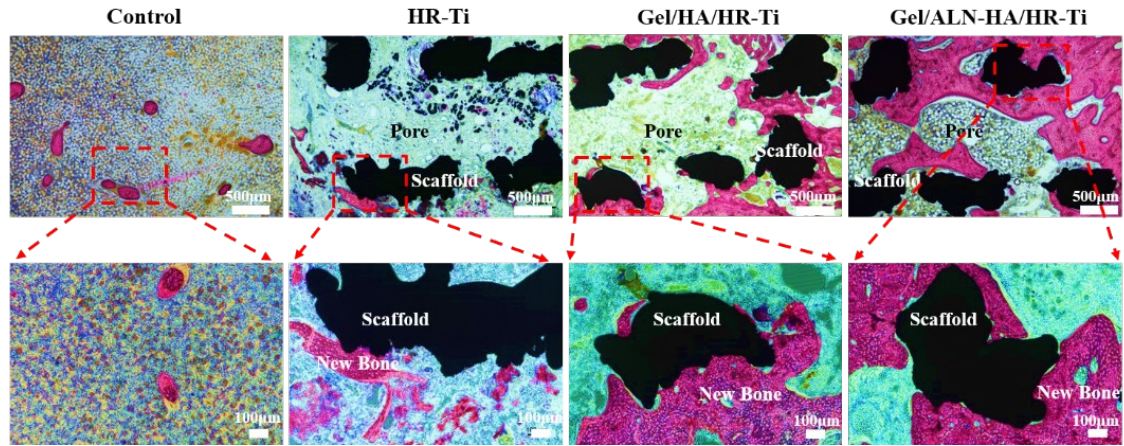 Control
HR-Ti
Gel/HA/HR-Ti
Gel/ALN-HA/HR-Ti
500μm
Pore
Scaffold
500μm
Pore
Scaffold
500μm
Pore
Scaffold
500μm
100μm
Scaffold
New Bone
100μm
Scaffold
New Bone
100μm
Scaffold
New Bone
100μm